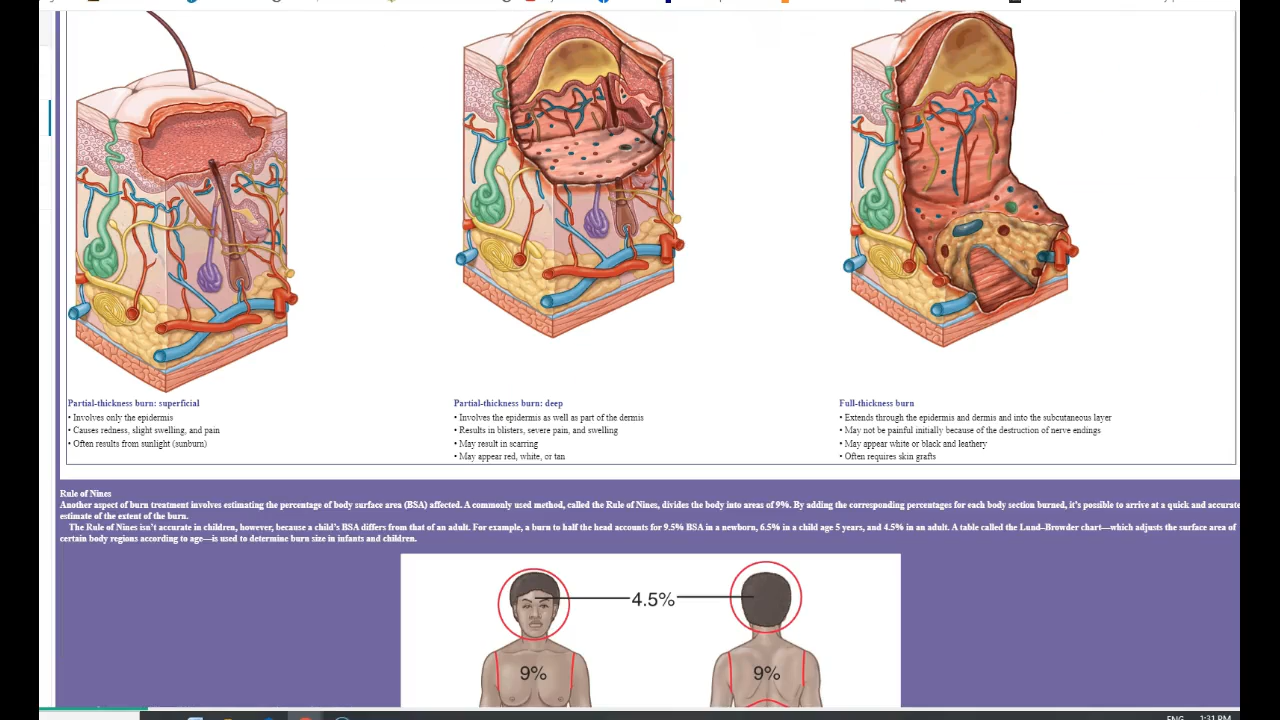 Partial-thickness burn: superficial
• Involves only the epidermis
• Causes redness, slight swelling, and pain
• Often results from sunlight (sunburn)
Partial-thickness burn: deep
• Involves the epidermis as well as part of the dermis
• Results in blisters, severe pain, and swelling
• May result in scarring
• May appear red, white, or tan
Full-thickness burn
• Extends through the epidermis and dermis and into the subcutaneous layer
• May not be painful initially because of the destruction of nerve endings
• May appear white or black and leathery
• Often requires skin grafts
Rule of Nines
Another aspect of burn treatment involves estimating the percentage of body surface area (BSA) affected. A commonly used method, called the Rule of Nines, divides the body into areas of 9%. By adding the corresponding percentages for each body section burned, it's possible to arrive at a quick and accurate
estimate of the extent of the burn.
The Rule of Nines isn't accurate in children, however, because a child's BSA differs from that of an adult. For example, a burn to half the head accounts for 9.5% BSA in a newborn, 6.5% in a child age 5 years, and 4.5% in an adult. A table called the Lund–Browder chart—which adjusts the surface area of
certain body regions according to age—is used to determine burn size in infants and children.
4.5%
9% 9%
ENG 1:31 PM